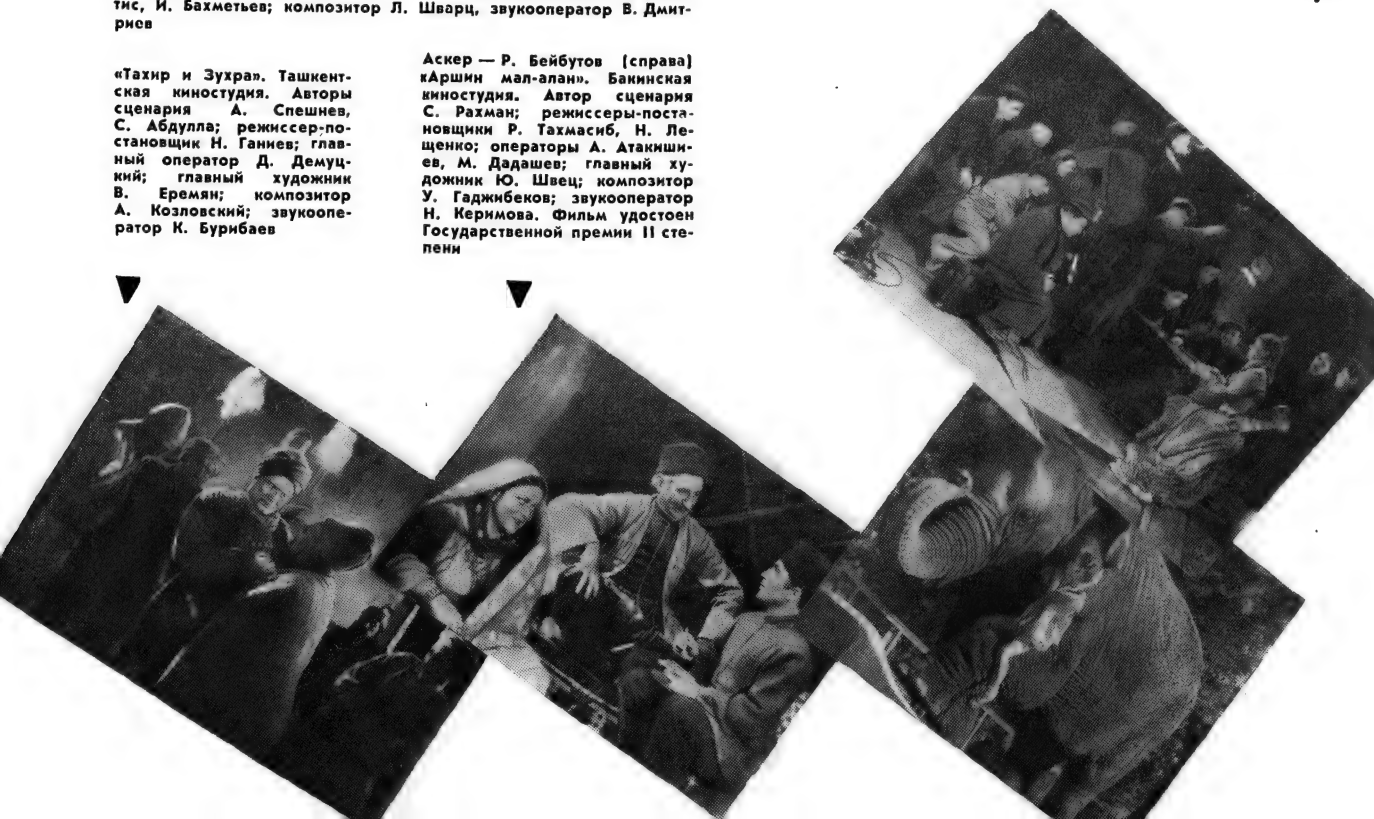 тис, И. Бахметьев; композитор Л. Шварц, звукооператор В. Дмит-
риев
«Тахир и Зухра». Ташкент-
ская киностудия. Авторы
сценария А. Спешнев,
С. Абдулла; режиссер-по-
становщик Н. Ганиев; глав-
ный оператор Д. Демуц-
кий; главный художник
В. Еремян; композитор
А. Козловский; звукоопе-
ратор К. Бурибаев
Аскер — Р. Бейбутов (справа)
«Аршин мал-алан». Бакинская
киностудия. Автор сценария
С. Рахман; режиссеры-поста-
новщики Р. Тахмасиб, Н. Ле-
щенко; операторы А. Атакиши-
ев, М. Дадашев; главный ху-
дожник Ю. Швец; композитор
У. Гаджибеков; звукооператор
Н. Керимова. Фильм удостоен
Государственной премии II сте-
пени